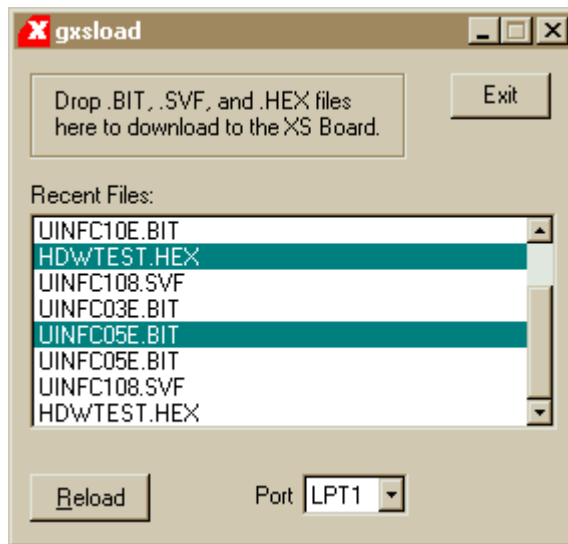 gxsload
Drop .BIT, .SVF, and .HEX files
here to download to the XS Board.
Exit
Recent Files:
UINFC10E.BIT
HDWTEST.HEX
UINFC108.SVF
UINFC03E.BIT
UINFC05E.BIT
UINFC05E.BIT
UINFC108.SVF
HDWTEST.HEX
Reload
Port LPT1